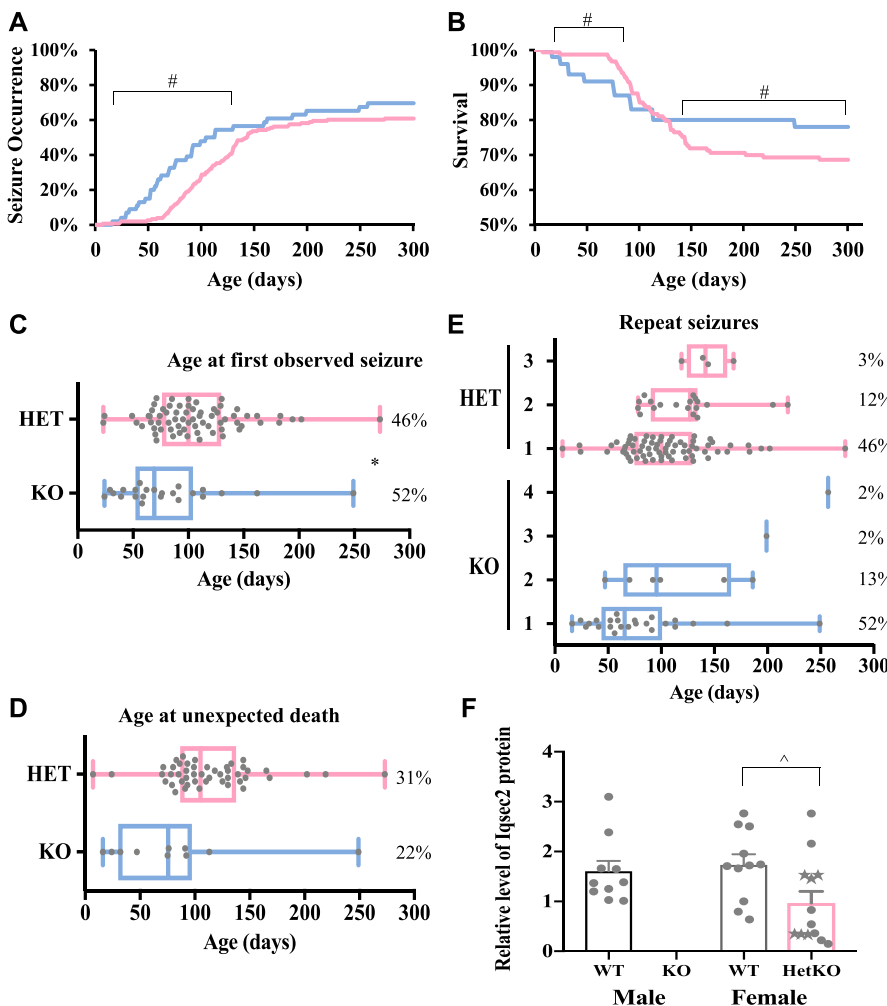 A
Seizure Occurrence
100%
80%
60%
40%
20%
0%
#
0 50 100 150 200 250 300
Age (days)
B
Survival
100%
90%
80%
70%
60%
50%
#
#
0 50 100 150 200 250 300
Age (days)
C
Age at first observed seizure
HET
46%
*
KO
52%
0 50 100 150 200 250 300
Age (days)
D
Age at unexpected death
HET
31%
KO
22%
0 50 100 150 200 250 300
Age (days)
E
Repeat seizures
HET
3 3%
2 12%
1 46%
KO
4 2%
3 2%
2 13%
1 52%
0 50 100 150 200 250 300
Age (days)
F
Relative level of Iqsec2 protein
4
3
2
1
0
^
WT KO WT HetKO
Male Female